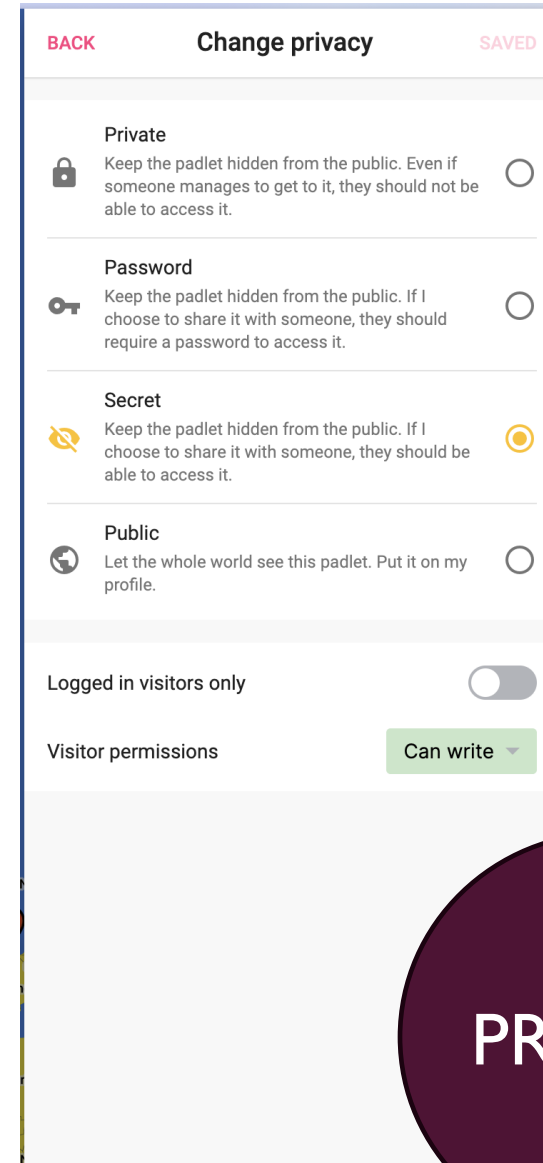 BACK Change privacy SAVED
Private
Keep the padlet hidden from the public. Even if
someone manages to get to it, they should not be
able to access it.
Password
Keep the padlet hidden from the public. If I
choose to share it with someone, they should
require a password to access it.
Secret
Keep the padlet hidden from the public. If I
choose to share it with someone, they should be
able to access it.
Public
Let the whole world see this padlet. Put it on my
profile.
Logged in visitors only
Visitor permissions Can write
PR